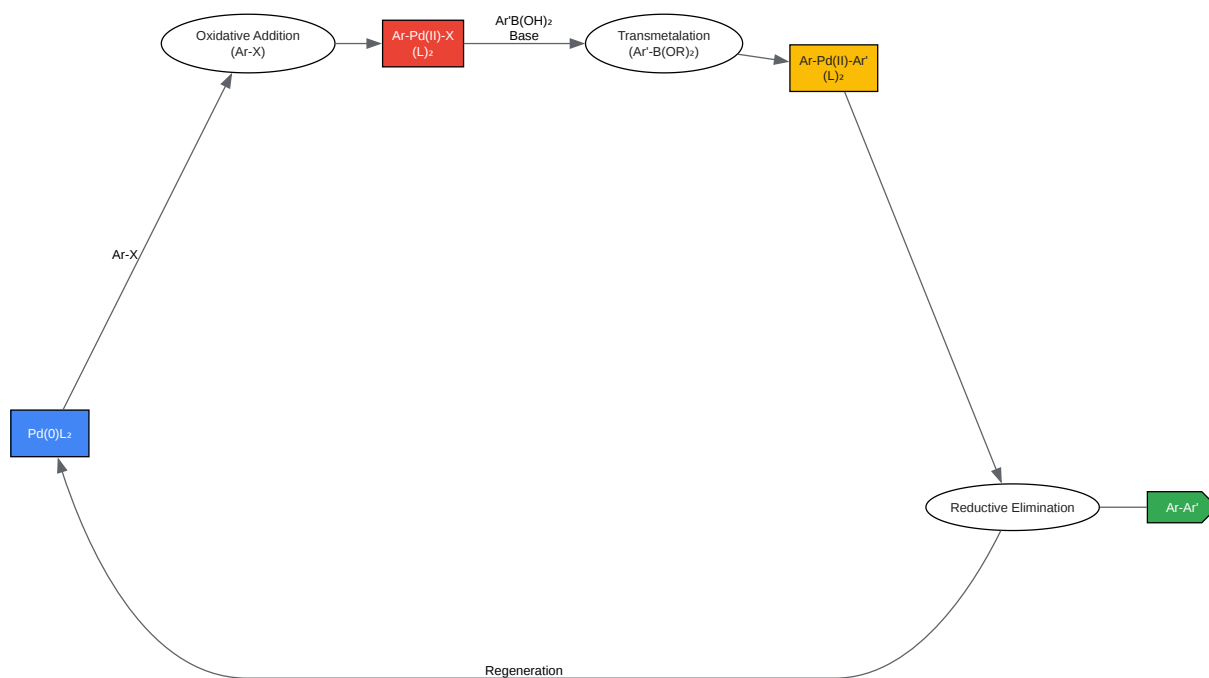 Oxidative Addition
(Ar-X)
Ar-Pd(II)-X
(L)₂
Ar'B(OH)₂
Base
Transmetalation
(Ar'-B(OR)₂)
Ar-Pd(II)-Ar'
(L)₂
Ar-X
Pd(0)L₂
Reductive Elimination
Ar-Ar'
Regeneration